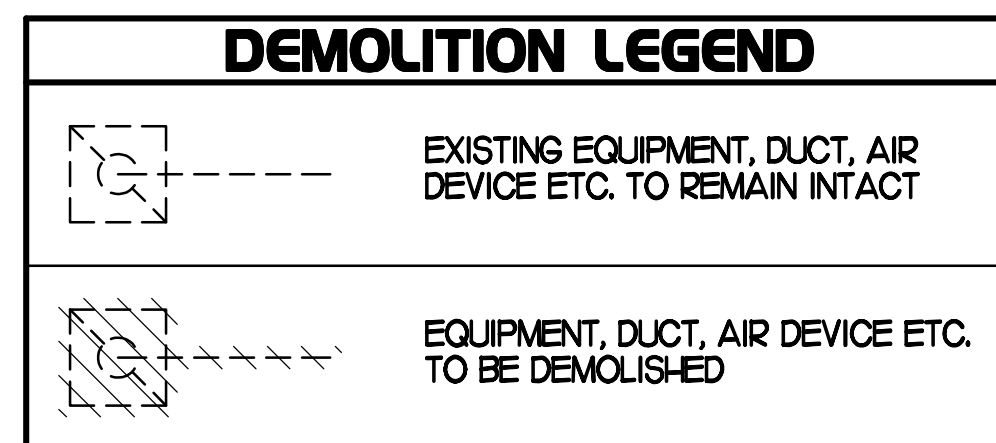 DEMOLITION LEGEND
EXISTING EQUIPMENT, DUCT, AIR
DEVICE ETC. TO REMAIN INTACT
EQUIPMENT, DUCT, AIR DEVICE ETC.
TO BE DEMOLISHED